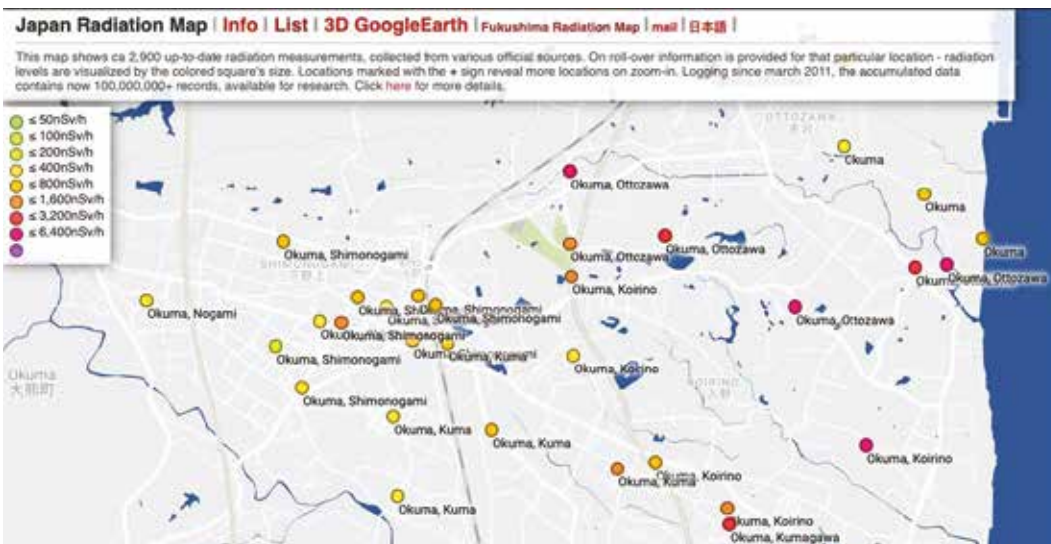 Japan Radiation Map | Info | List | 3D GoogleEarth | Fukushima Radiation Map | mail | 日本語 |
This map shows ca 2,900 up-to-date radiation measurements, collected from various official sources. On roll-over information is provided for that particular location - radiation
levels are visualized by the colored square's size. Locations marked with the + sign reveal more locations on zoom-in. Logging since march 2011, the accumulated data
contains now 100,000,000+ records, available for research. Click here for more details.
≤ 50nSv/h
≤ 100nSv/h
≤ 200nSv/h
≤ 400nSv/h
≤ 800nSv/h
≤ 1,600nSv/h
≤ 3,200nSv/h
≤ 6,400nSv/h
OTTOZAWA
Okuma
Okuma, Ottozawa
Okuma
Okuma, Shimonogami
Okuma, Ottozawa
Okuma, Ottozawa
Okuma
SHIMONOGAMI
Okuma, Koirino
Okuma, Ottozawa
Okuma, Nogami
Okuma, Shimonogami
Okuma, Shimonogami
Okuma, Ottozawa
Okuma, Shimonogami
Okuma, Kuma
Okuma, Koirino
Okuma
KOIRINO
Okuma, Shimonogami
Okuma, Kuma
Okuma, Kuma
Okuma, Koirino
Okuma, Kuma
Okuma, Koirino
Okuma, Kuma
Okuma, Koirino
Okuma, Kumagawa